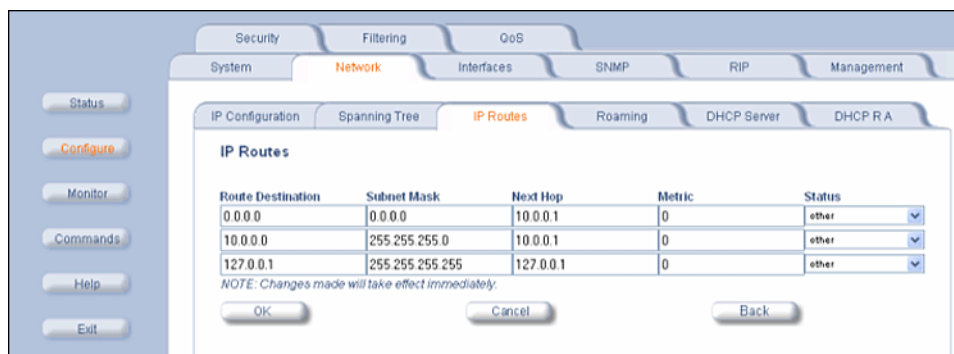 Security Filtering QoS
System Network Interfaces SNMP RIP Management
Status
Configure
Monitor
Commands
Help
Exit
IP Configuration Spanning Tree IP Routes Roaming DHCP Server DHCP R A
IP Routes
Route Destination Subnet Mask Next Hop Metric Status
0.0.0.0 0.0.0.0 10.0.0.1 0 other
10.0.0.0 255.255.255.0 10.0.0.1 0 other
127.0.0.1 255.255.255.255 127.0.0.1 0 other
NOTE: Changes made will take effect immediately.
OK Cancel Back